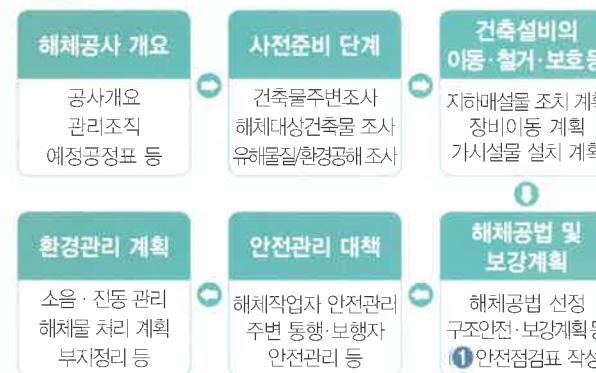 해체공사 개요
공사개요
관리조직
예정공정표 등
사전준비 단계
건축물주변조사
해체대상건축물 조사
유해물질/환경공해 조사
건축설비의
이동·철거·보호등
지하매설물 조치 계획
장비이동 계획
가시설물 설치 계획
해체공법 및
보강계획
해체공법 선정
구조안전·보강계획 등
1 안전점검표 작성
안전관리 대책
해체작업자 안전관리
주변 통행·보행자
안전관리 등
환경관리 계획
소음·진동 관리
해체물 처리 계획
부지정리 등